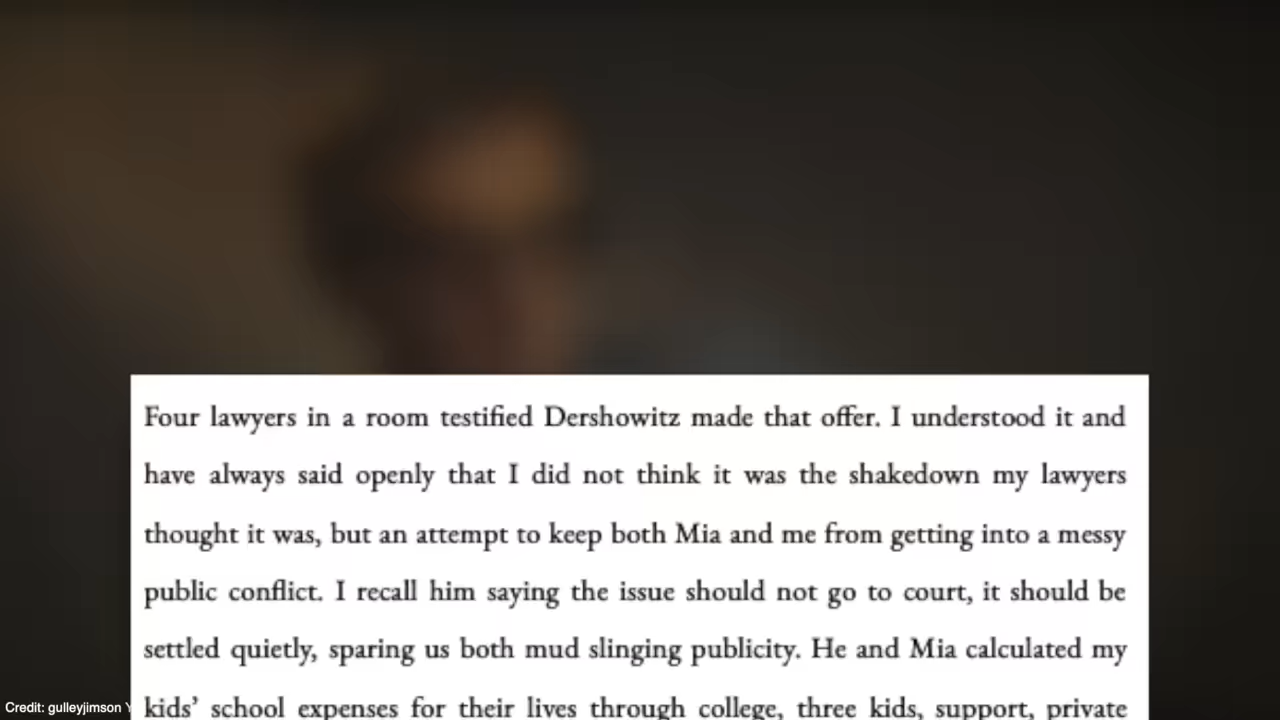 Four lawyers in a room testified Dershowitz made that offer. I understood it and
have always said openly that I did not think it was the shakedown my lawyers
thought it was, but an attempt to keep both Mia and me from getting into a messy
public conflict. I recall him saying the issue should not go to court, it should be
settled quietly, sparing us both mud slinging publicity. He and Mia calculated my
kids’ school expenses for their lives through college, three kids, support, private
Credit: gulleyjimson Y